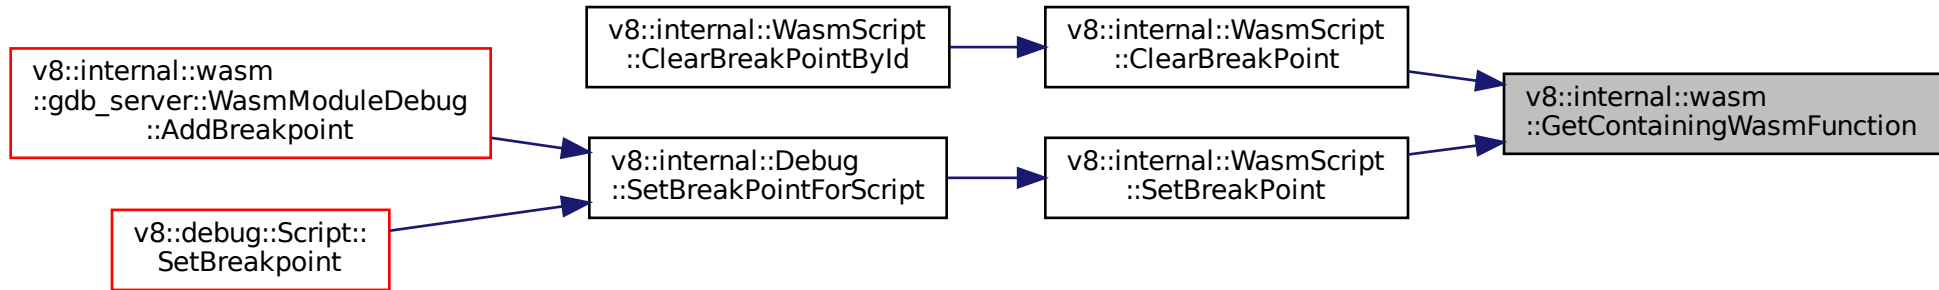 v8::internal::wasm
::gdb_server::WasmModuleDebug
::AddBreakpoint
v8::debug::Script::
SetBreakpoint
v8::internal::WasmScript
::ClearBreakPointById
v8::internal::Debug
::SetBreakPointForScript
v8::internal::WasmScript
::ClearBreakPoint
v8::internal::WasmScript
::SetBreakPoint
v8::internal::wasm
::GetContainingWasmFunction